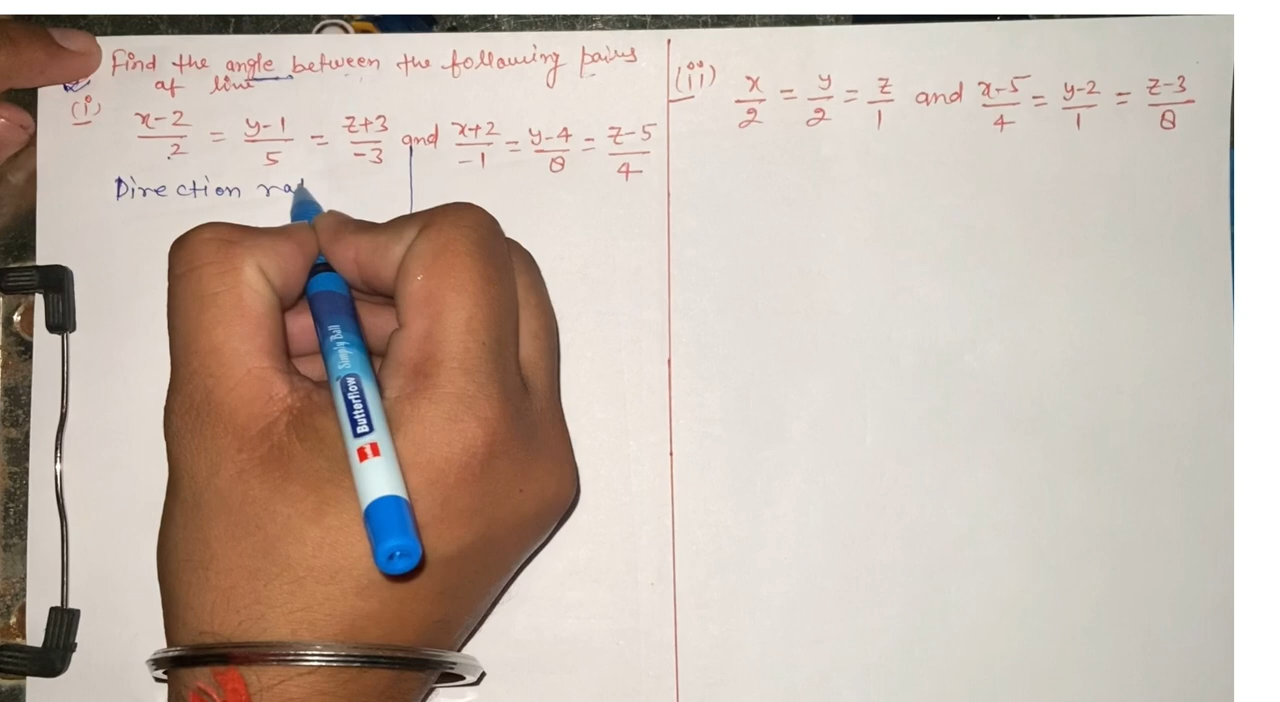 Find the angle between the following pairs
of line
(i) x-2/2 = y-1/5 = z+3/-3 and x+2/-1 = y-4/8 = z-5/4
Direction ra
(ii) x/2 = y/2 = z/1 and x-5/4 = y-2/1 = z-3/8
Butterflow Simply Ball
cello